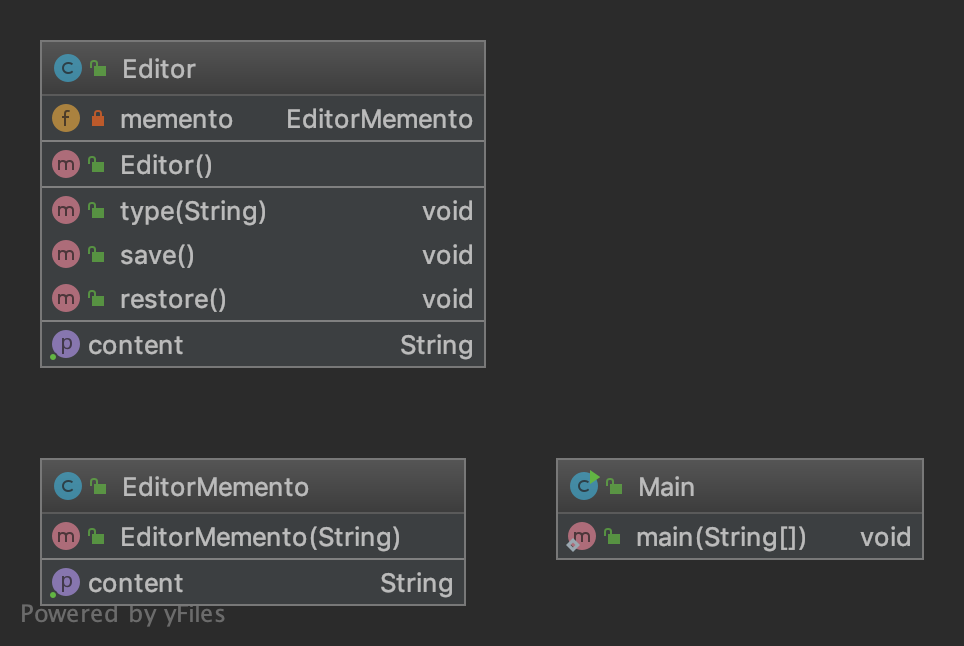 Editor
memento EditorMemento
Editor()
type(String) void
save() void
restore() void
content String
EditorMemento
EditorMemento(String)
content String
Main
main(String[]) void
Powered by yFiles